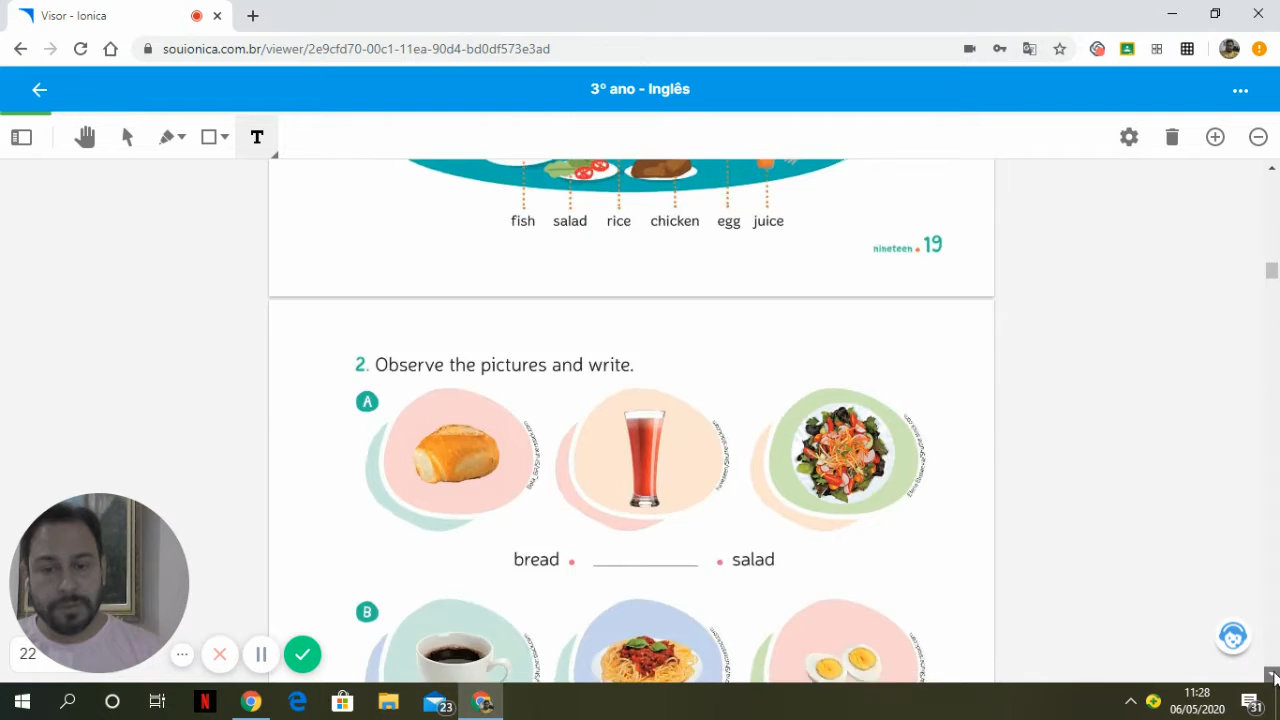 Visor - Ionica
souionica.com.br/viewer/2e9cfd70-00c1-11ea-90d4-bd0df573e3ad
3º ano - Inglês
T
fish salad rice chicken egg juice
nineteen • 19
2. Observe the pictures and write.
A
bread • __________ • salad
B
22
23
11:28
06/05/2020
31